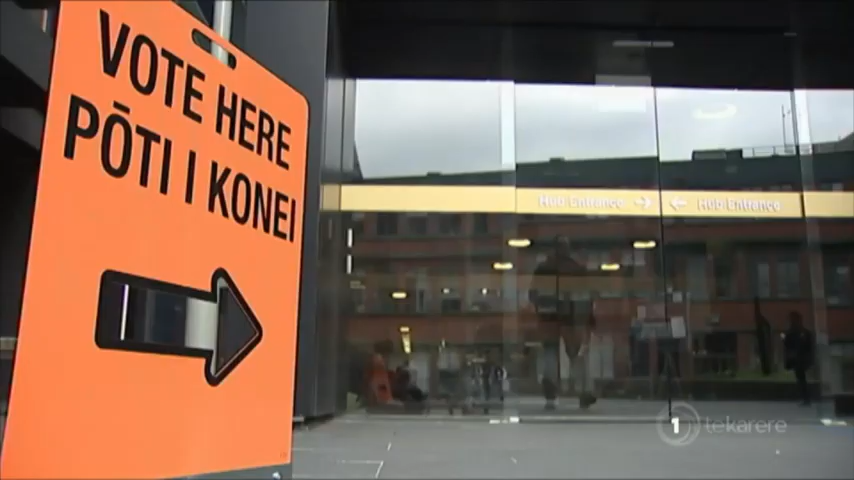 VOTE HERE
PŌTI I KONEI
Hub Entrance →
← Hub Entrance
1 tekarere